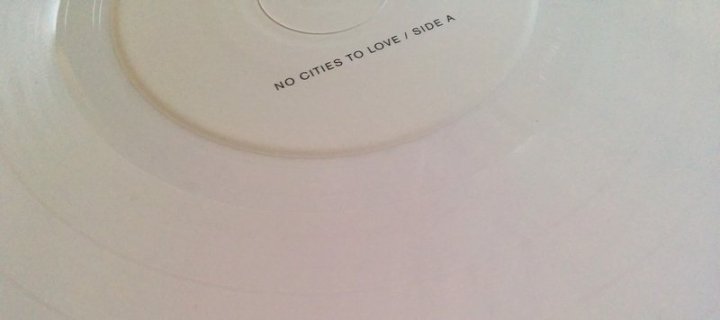 NO CITIES TO LOVE / SIDE A